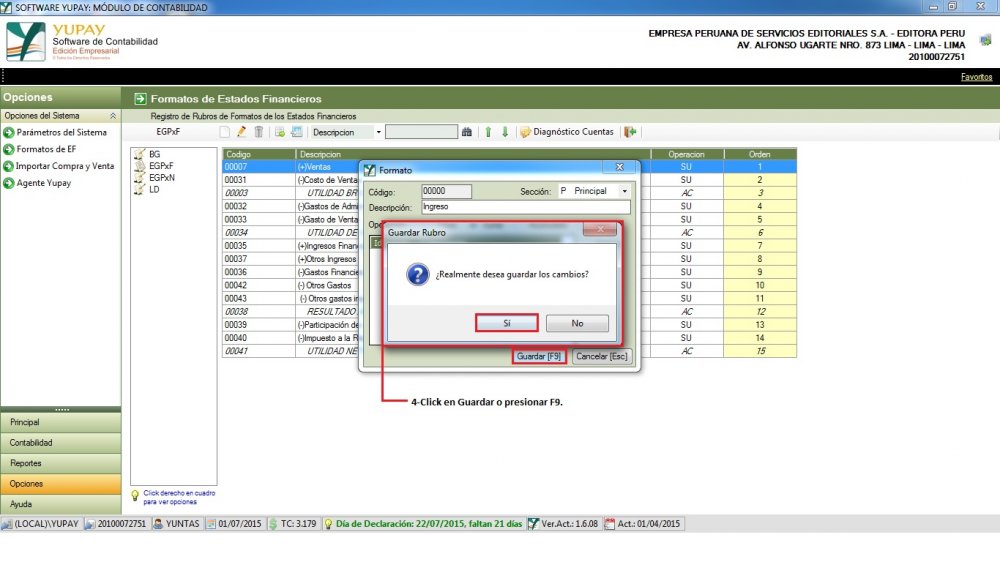 SOFTWARE YUPAY: MÓDULO DE CONTABILIDAD
YUPAY
Software de Contabilidad
Edición Empresarial
EMPRESA PERUANA DE SERVICIOS EDITORIALES S.A. - EDITORA PERU
AV. ALFONSO UGARTE NRO. 873 LIMA - LIMA - LIMA
20100072751
Favoritos
Opciones
Opciones del Sistema
Parámetros del Sistema
Formatos de EF
Importar Compra y Venta
Agente Yupay
Formatos de Estados Financieros
Registro de Rubros de Formatos de los Estados Financieros
EGPxF
Descripcion
Diagnóstico Cuentas
BG
EGPxF
EGPxN
LD
Codigo Descripcion Operacion Orden
00007 (+)Ventas SU 1
00031 (-)Costo de Venta SU 2
00003 UTILIDAD BR AC 3
00032 (-)Gastos de Admi SU 4
00033 (-)Gasto de Venta SU 5
00034 UTILIDAD DE AC 6
00035 (+)Ingresos Finan SU 7
00037 (+)Otros Ingresos SU 8
00036 (-)Gastos Financie SU 9
00042 (-) Otros Gastos SU 10
00043 (-) Otros gastos i SU 11
00038 RESULTADO AC 12
00039 (-)Participación de SU 13
00040 (-)Impuesto a la R SU 14
00041 UTILIDAD NE AC 15
Formato
Código: 00000 Sección: P Principal
Descripción: Ingreso
Guardar Rubro
¿Realmente desea guardar los cambios?
Sí No
Guardar [F9] Cancelar [Esc]
4-Click en Guardar o presionar F9.
Principal
Contabilidad
Reportes
Opciones
Ayuda
Click derecho en cuadro
para ver opciones
(LOCAL)\YUPAY 20100072751 YUNTAS 01/07/2015 TC: 3.179 Día de Declaración: 22/07/2015, faltan 21 días Ver.Act.: 1.6.08 Act.: 01/04/2015